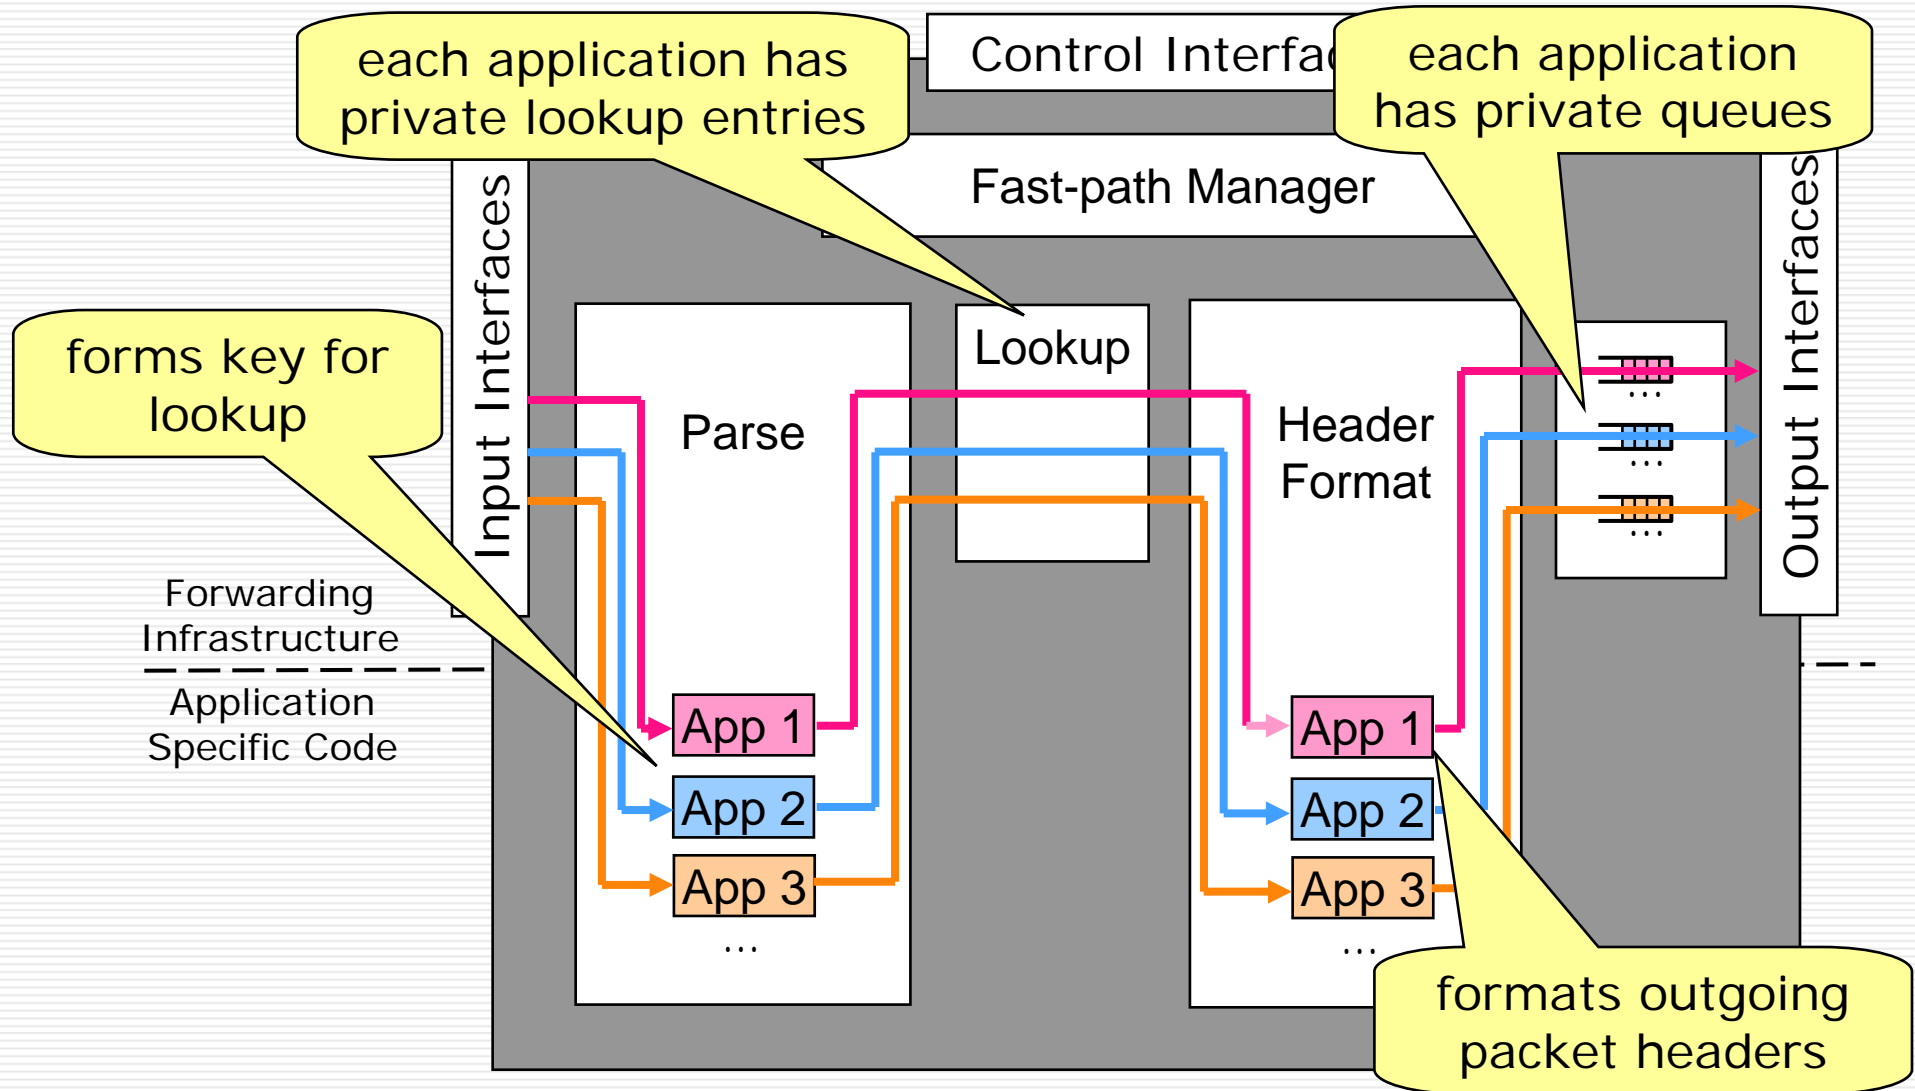 each application has
private lookup entries
Control Interfac
each application
has private queues
Fast-path Manager
Input Interfaces
Output Interfaces
forms key for
lookup
Parse
Lookup
Header
Format
...
...
...
Forwarding
Infrastructure
Application
Specific Code
App 1
App 2
App 3
...
App 1
App 2
App 3
...
formats outgoing
packet headers